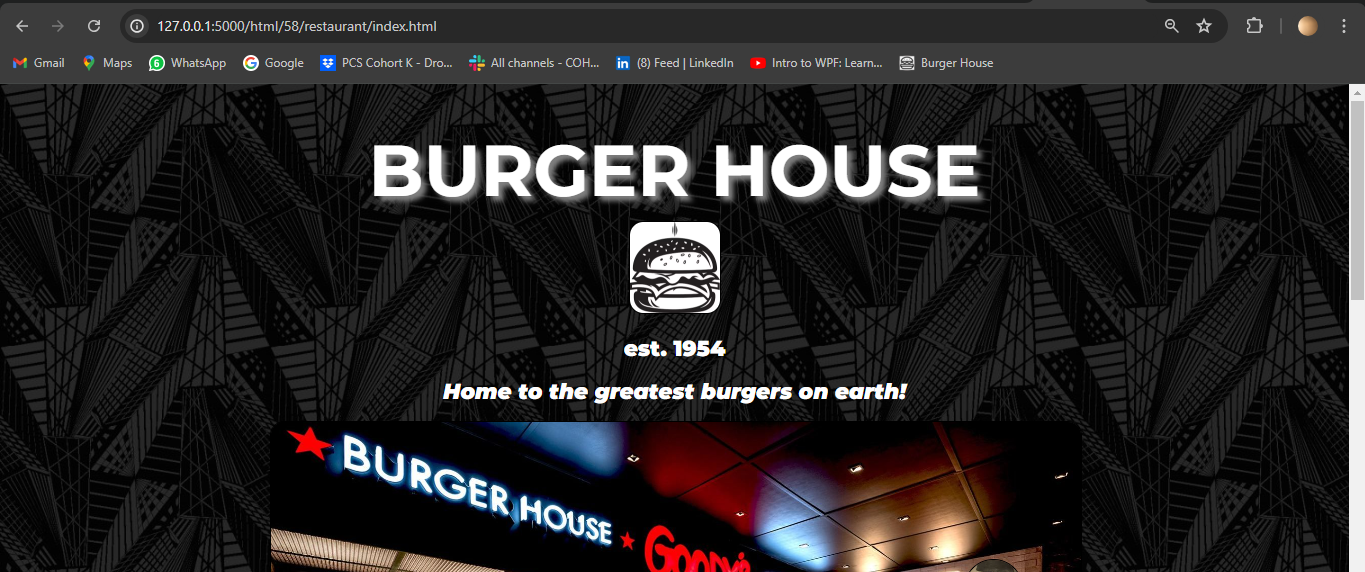 127.0.0.1:5000/html/58/restaurant/index.html
Gmail
Maps
6
WhatsApp
Google
PCS Cohort K - Dro...
All channels - COH...
in
(8) Feed | LinkedIn
Intro to WPF: Learn...
Burger House
BURGER HOUSE
est. 1954
Home to the greatest burgers on earth!
BURGER HOUSE
Goody's